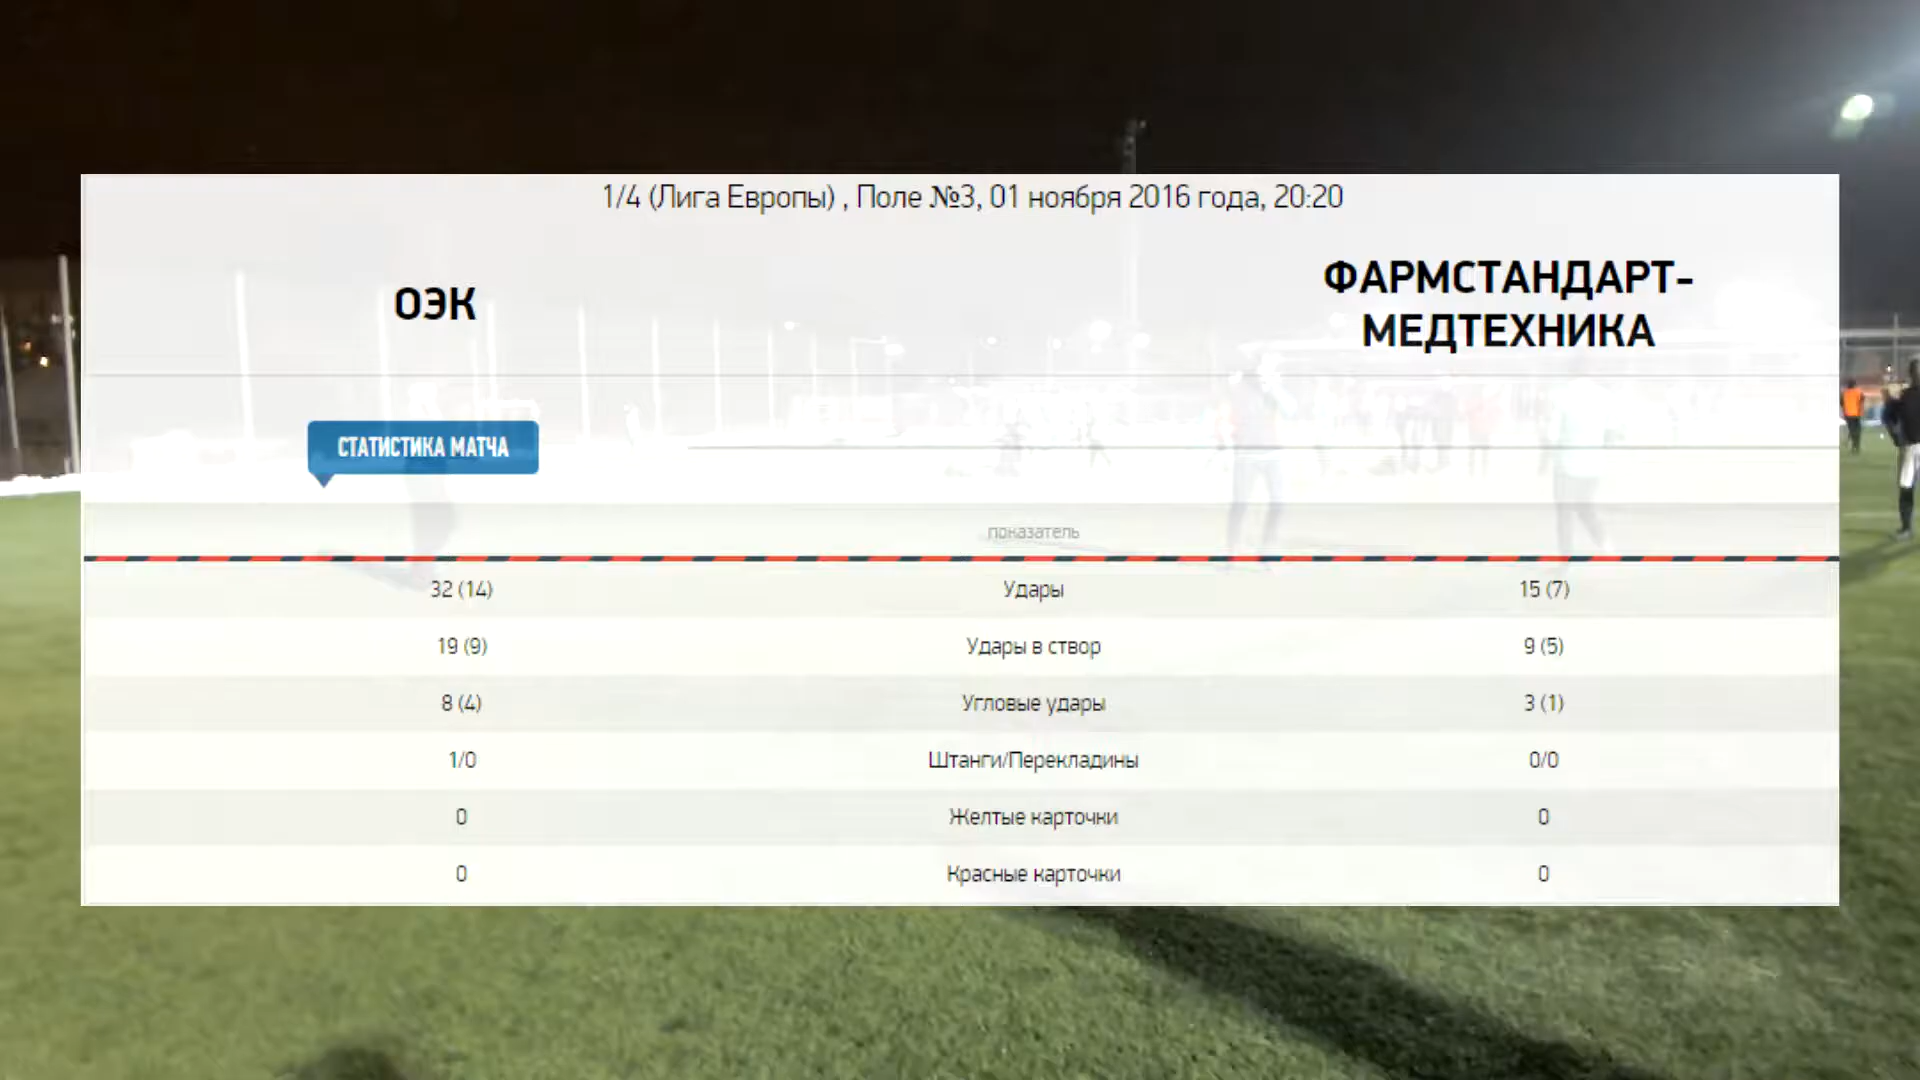 1/4 (Лига Европы) , Поле №3, 01 ноября 2016 года, 20:20
ОЭК
ФАРМСТАНДАРТ-
МЕДТЕХНИКА
СТАТИСТИКА МАТЧА
показатель
32 (14) Удары 15 (7)
19 (9) Удары в створ 9 (5)
8 (4) Угловые удары 3 (1)
1/0 Штанги/Перекладины 0/0
0 Желтые карточки 0
0 Красные карточки 0